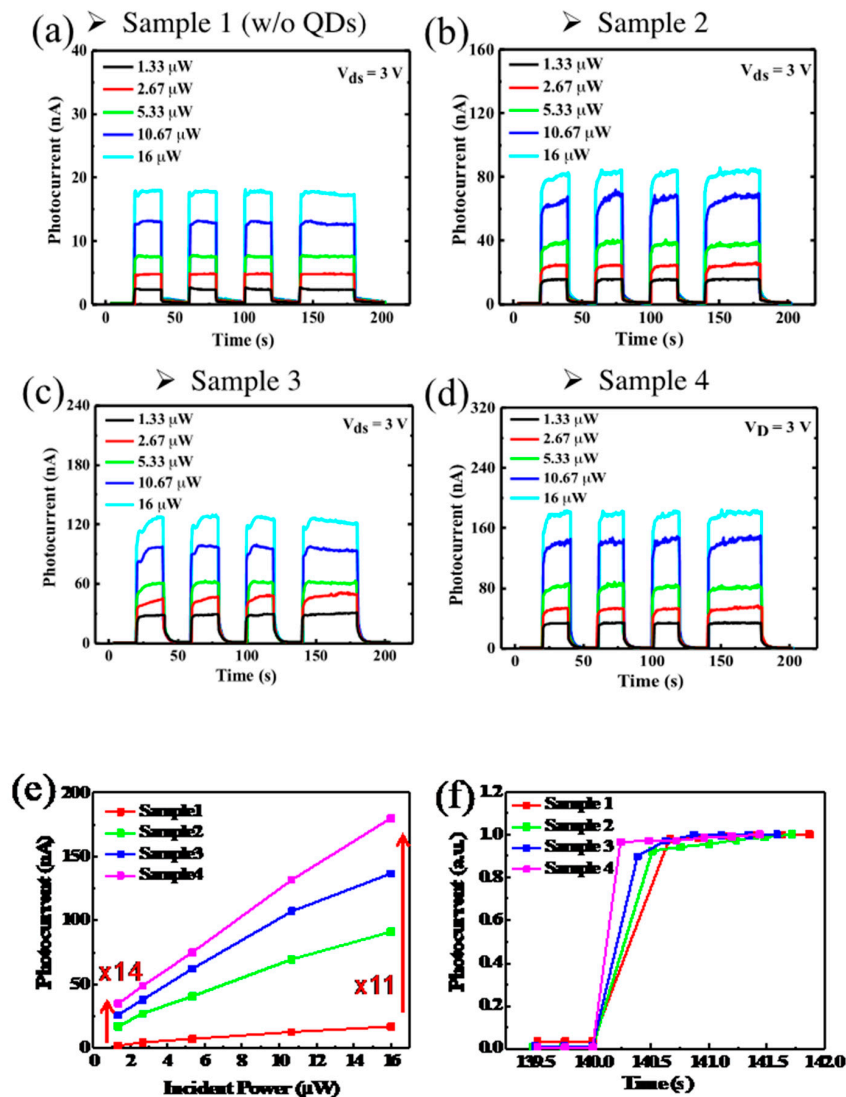 (a) ➢ Sample 1 (w/o QDs)
40
30
20
10
0
Photocurrent (nA)
1.33 µW
2.67 µW
5.33 µW
10.67 µW
16 µW
V_ds = 3 V
0 50 100 150 200
Time (s)
(b) ➢ Sample 2
160
120
80
40
0
Photocurrent (nA)
1.33 µW
2.67 µW
5.33 µW
10.67 µW
16 µW
V_ds = 3 V
0 50 100 150 200
Time (s)
(c) ➢ Sample 3
240
180
120
60
0
Photocurrent (nA)
1.33 µW
2.67 µW
5.33 µW
10.67 µW
16 µW
V_ds = 3 V
0 50 100 150 200
Time (s)
(d) ➢ Sample 4
320
240
160
80
0
Photocurrent (nA)
1.33 µW
2.67 µW
5.33 µW
10.67 µW
16 µW
V_D = 3 V
0 50 100 150 200
Time (s)
(e)
200
150
100
50
0
Photocurrent (nA)
Sample1
Sample2
Sample3
Sample4
x14
x11
0 2 4 6 8 10 12 14 16
Incident Power (µW)
(f)
1.2
1.0
0.8
0.6
0.4
0.2
0.0
Photocurrent (a.u.)
Sample 1
Sample 2
Sample 3
Sample 4
139.5 140.0 140.5 141.0 141.5 142.0
Time (s)